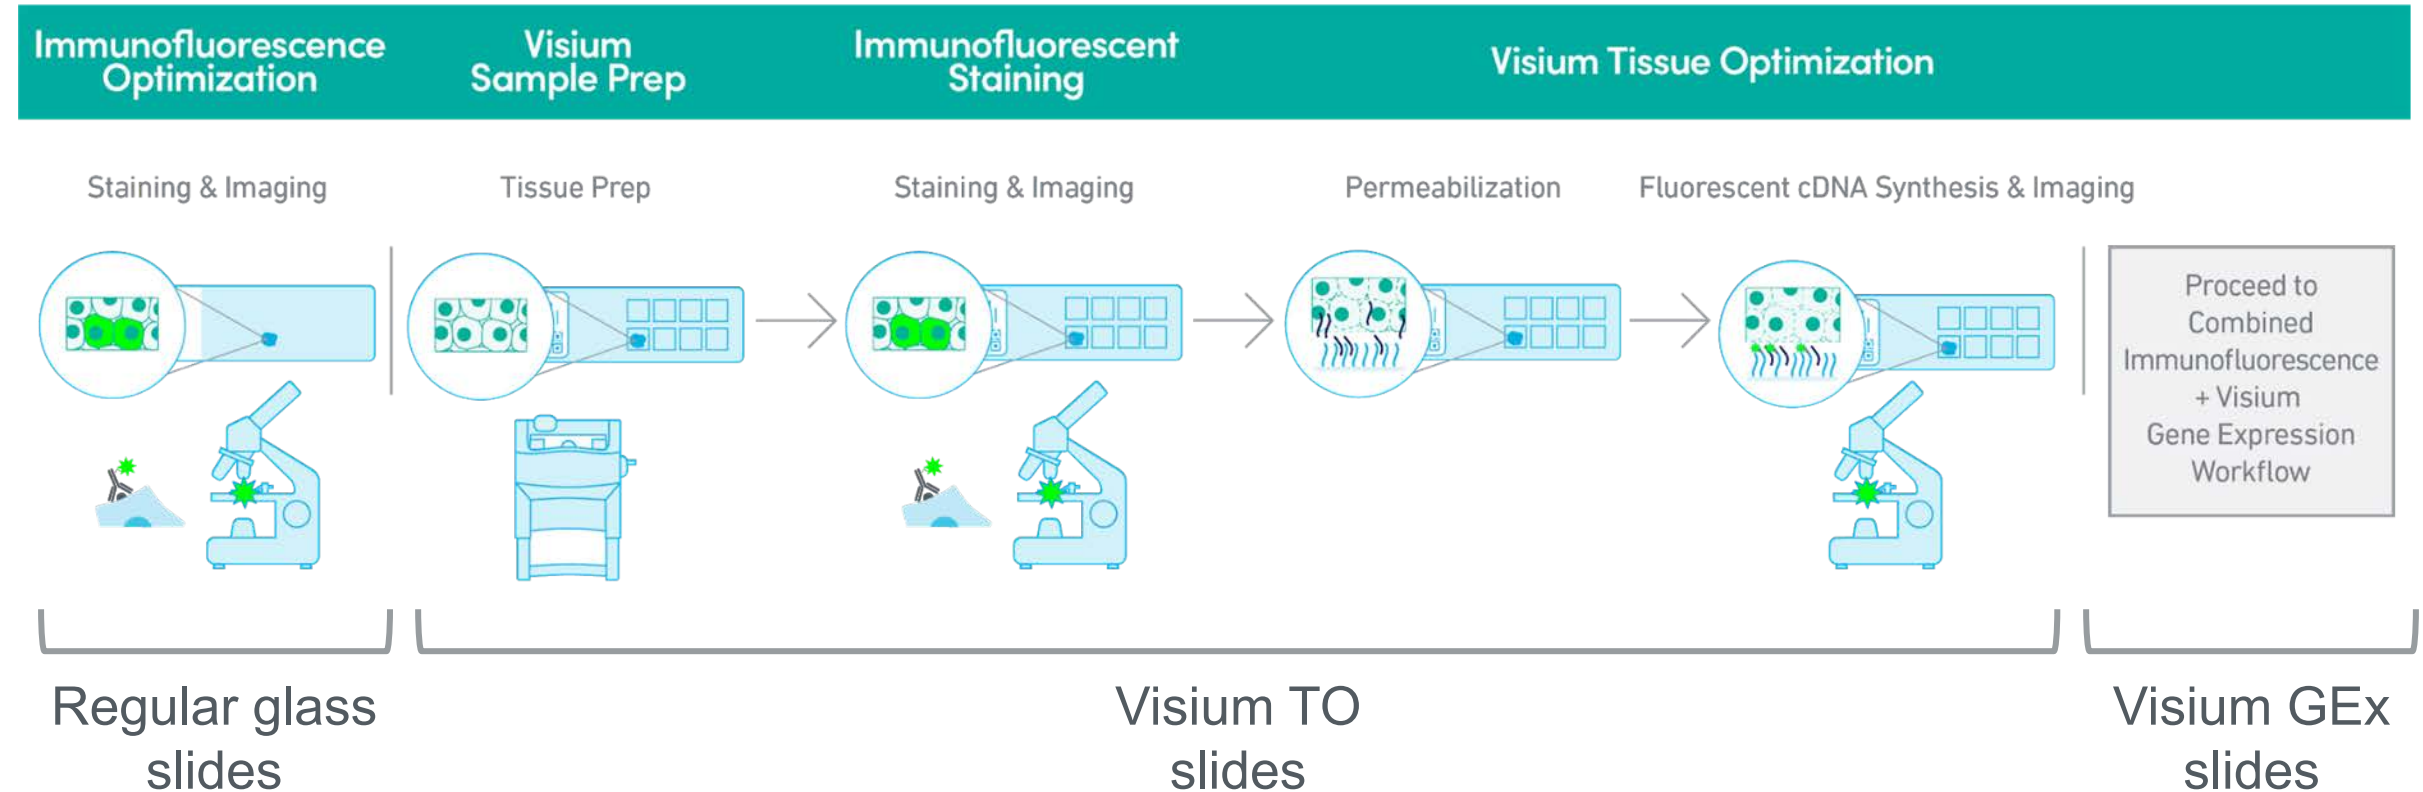 Immunofluorescence
Optimization
Visium
Sample Prep
Immunofluorescent
Staining
Visium Tissue Optimization
Staining & Imaging
Tissue Prep
Staining & Imaging
Permeabilization
Fluorescent cDNA Synthesis & Imaging
Proceed to
Combined
Immunofluorescence
+ Visium
Gene Expression
Workflow
Regular glass
slides
Visium TO
slides
Visium GEx
slides